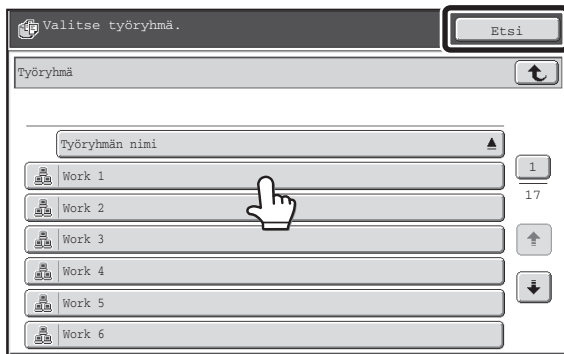 Valitse työryhmä.
Etsi
Työryhmä
Työryhmän nimi
Work 1
1
17
Work 2
Work 3
Work 4
Work 5
Work 6